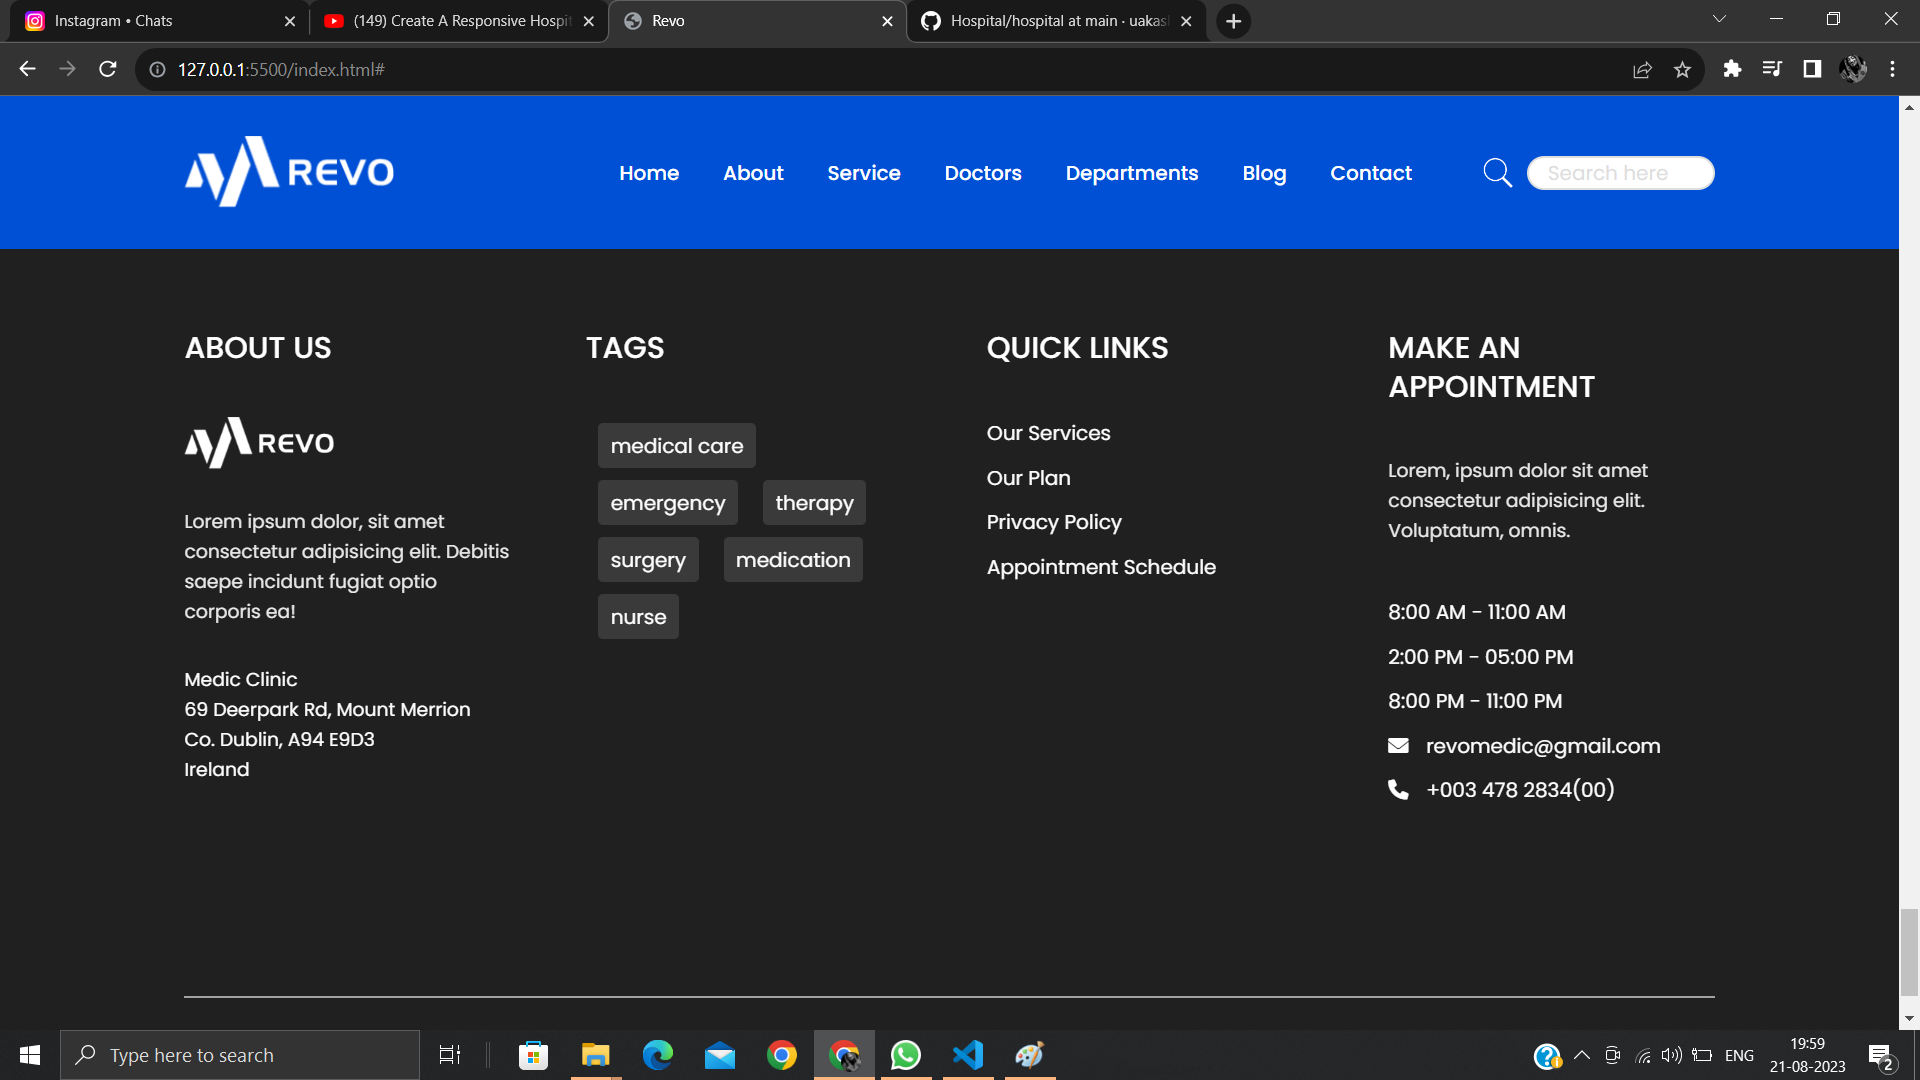 Instagram • Chats
(149) Create A Responsive Hospit
Revo
Hospital/hospital at main · uakas
127.0.0.1:5500/index.html#
REVO
Home About Service Doctors Departments Blog Contact
Search here
ABOUT US
REVO
Lorem ipsum dolor, sit amet
consectetur adipisicing elit. Debitis
saepe incidunt fugiat optio
corporis ea!
Medic Clinic
69 Deerpark Rd, Mount Merrion
Co. Dublin, A94 E9D3
Ireland
TAGS
medical care
emergency therapy
surgery medication
nurse
QUICK LINKS
Our Services
Our Plan
Privacy Policy
Appointment Schedule
MAKE AN
APPOINTMENT
Lorem, ipsum dolor sit amet
consectetur adipisicing elit.
Voluptatum, omnis.
8:00 AM - 11:00 AM
2:00 PM - 05:00 PM
8:00 PM - 11:00 PM
revomedic@gmail.com
+003 478 2834(00)
Type here to search
ENG
19:59
21-08-2023
2